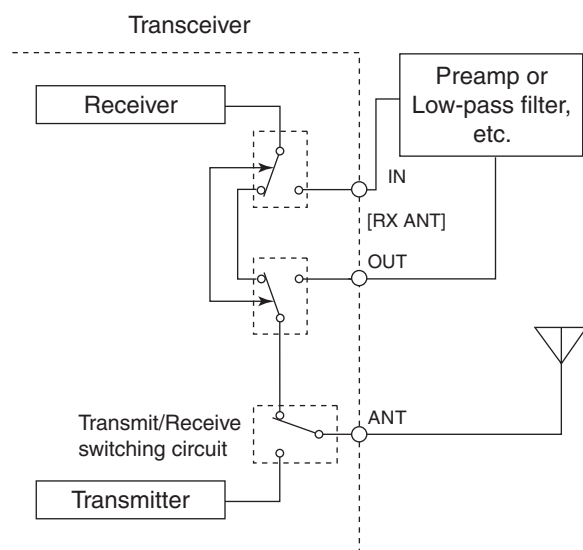 Transceiver
Receiver
Preamp or
Low-pass filter,
etc.
IN
[RX ANT]
OUT
ANT
Transmit/Receive
switching circuit
Transmitter